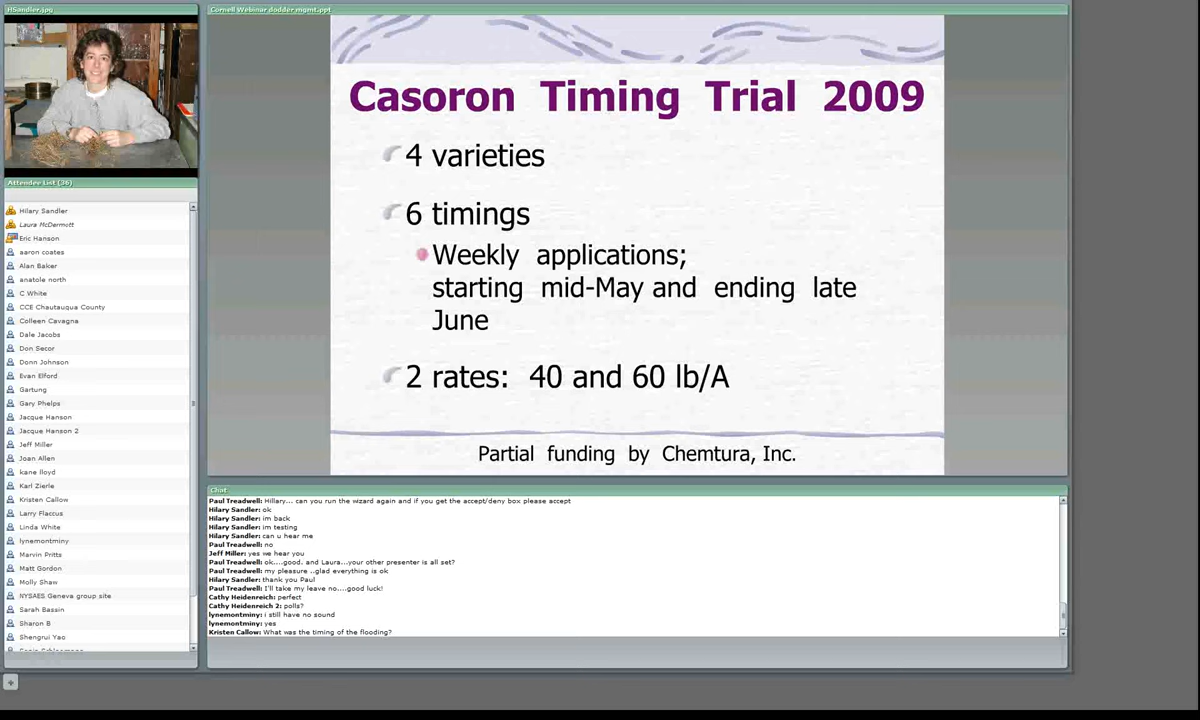 HSandler.jpg
Cornell Webinar dodder mgmt.ppt
Casoron Timing Trial 2009
4 varieties
6 timings
Weekly applications;
starting mid-May and ending late
June
2 rates: 40 and 60 lb/A
Partial funding by Chemtura, Inc.
Attendee List (36)
Hilary Sandler
Laura McDermott
Eric Hanson
aaron coates
Alan Baker
anatole north
C White
CCE Chautauqua County
Colleen Cavagna
Dale Jacobs
Don Secor
Donn Johnson
Evan Elford
Gartung
Gary Phelps
Jacque Hanson
Jacque Hanson 2
Jeff Miller
Joan Allen
kane lloyd
Karl Zierle
Kristen Callow
Larry Flaccus
Linda White
lynemontminy
Marvin Pritts
Matt Gordon
Molly Shaw
NYSAES Geneva group site
Sarah Bassin
Sharon B
Shengrui Yao
Chat
Paul Treadwell: Hillary... can you run the wizard again and if you get the accept/deny box please accept
Hilary Sandler: ok
Hilary Sandler: im back
Hilary Sandler: im testing
Hilary Sandler: can u hear me
Paul Treadwell: no
Jeff Miller: yes we hear you
Paul Treadwell: ok....good. and Laura...your other presenter is all set?
Paul Treadwell: my pleasure ..glad everything is ok
Hilary Sandler: thank you Paul
Paul Treadwell: I'll take my leave no....good luck!
Cathy Heidenreich: perfect
Cathy Heidenreich 2: polls?
lynemontminy: i still have no sound
lynemontminy: yes
Kristen Callow: What was the timing of the flooding?